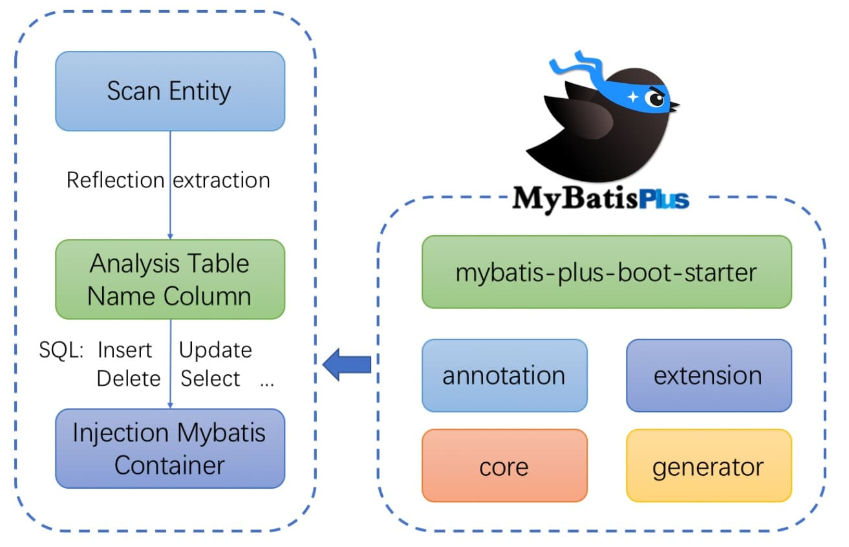 Scan Entity
Reflection extraction
Analysis Table
Name Column
SQL: Insert Update
Delete Select ...
Injection Mybatis
Container
MyBatisPlus
mybatis-plus-boot-starter
annotation
extension
core
generator